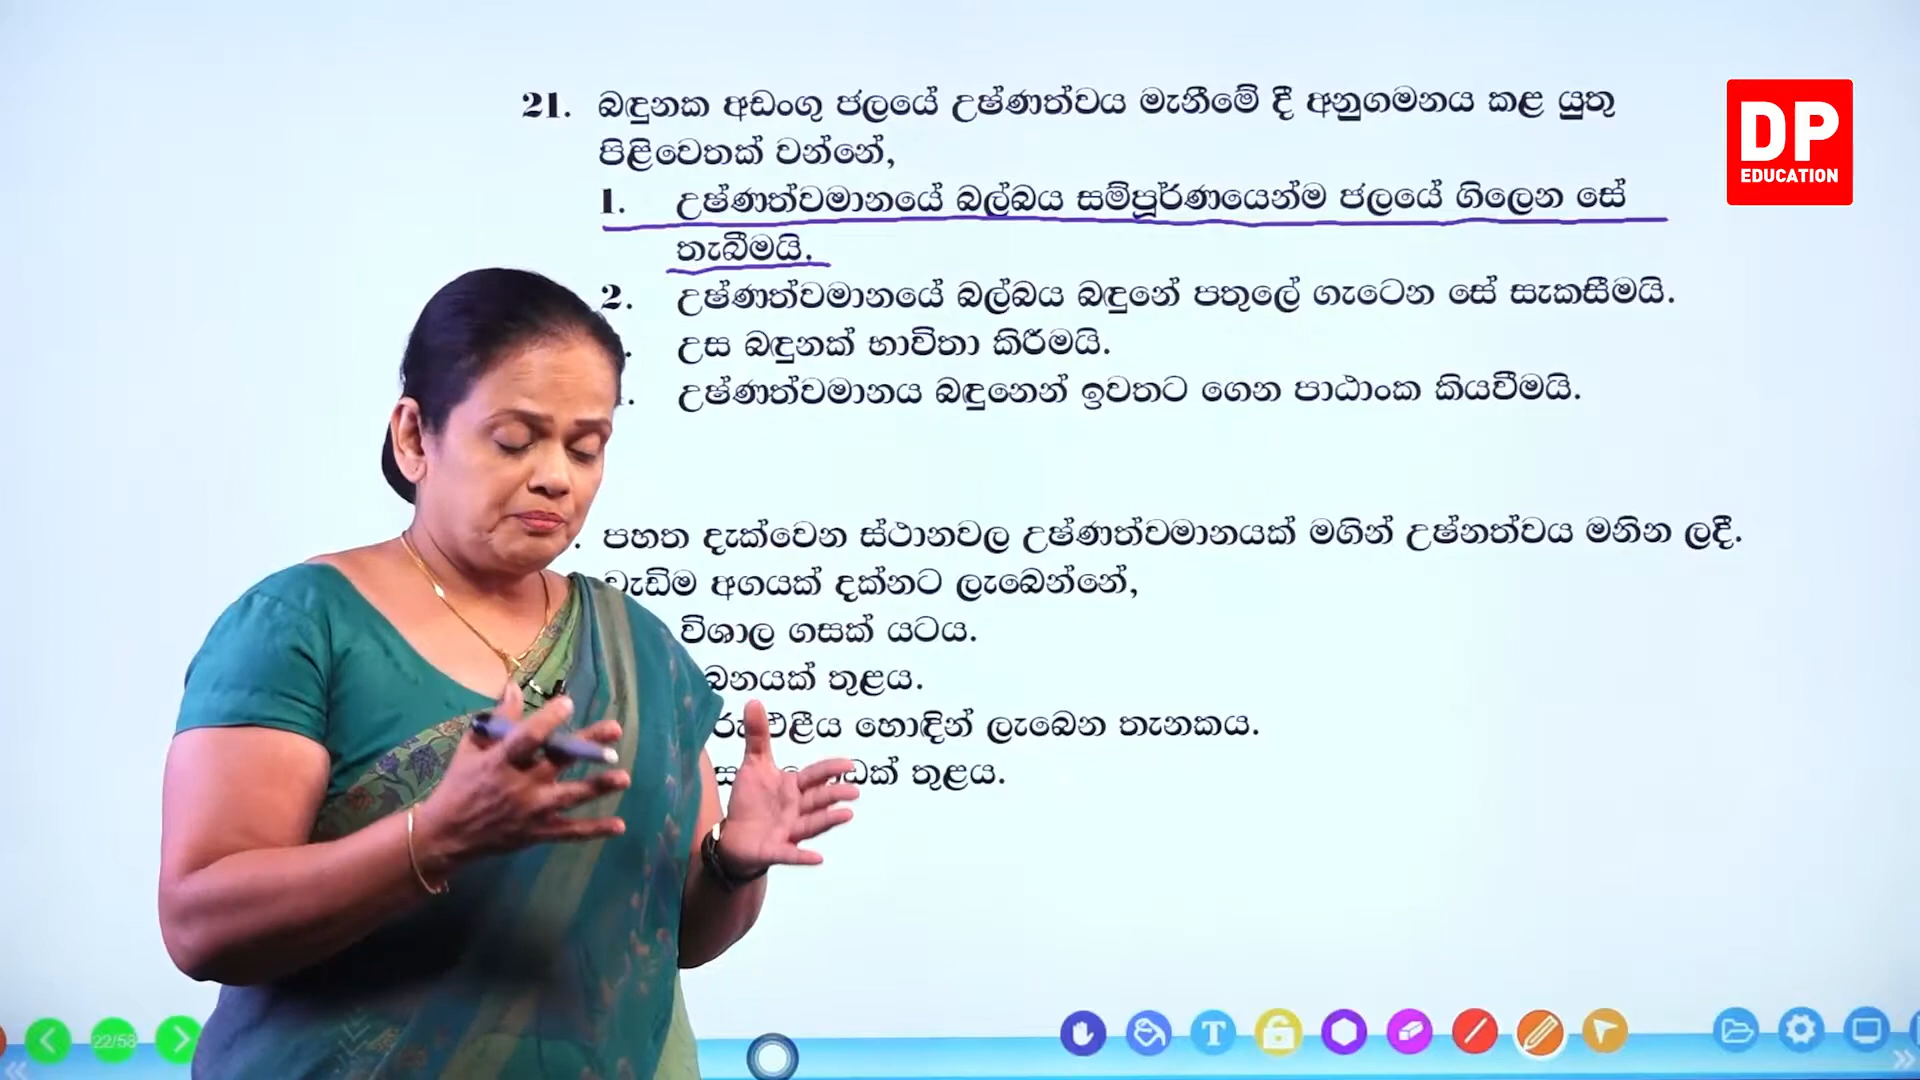 21. බඳුනක අඩංගු ජලයේ උෂ්ණත්වය මැනීමේ දී අනුගමනය කළ යුතු
පිළිවෙතක් වන්නේ,
1. උෂ්ණත්වමානයේ බල්බය සම්පූර්ණයෙන්ම ජලයේ ගිලෙන සේ
තැබීමයි.
2. උෂ්ණත්වමානයේ බල්බය බඳුනේ පතුලේ ගැටෙන සේ සැකසීමයි.
උස බඳුනක් භාවිතා කිරීමයි.
උෂ්ණත්වමානය බඳුනෙන් ඉවතට ගෙන පාඨාංක කියවීමයි.
පහත දැක්වෙන ස්ථානවල උෂ්ණත්වමානයක් මගින් උෂ්නත්වය මනින ලදී.
වැඩිම අගයක් දක්නට ලැබෙන්නේ,
විශාල ගසක් යටය.
තුළය.
හොඳින් ලැබෙන තැනකය.
තුළය.
DP
EDUCATION
22/58
T